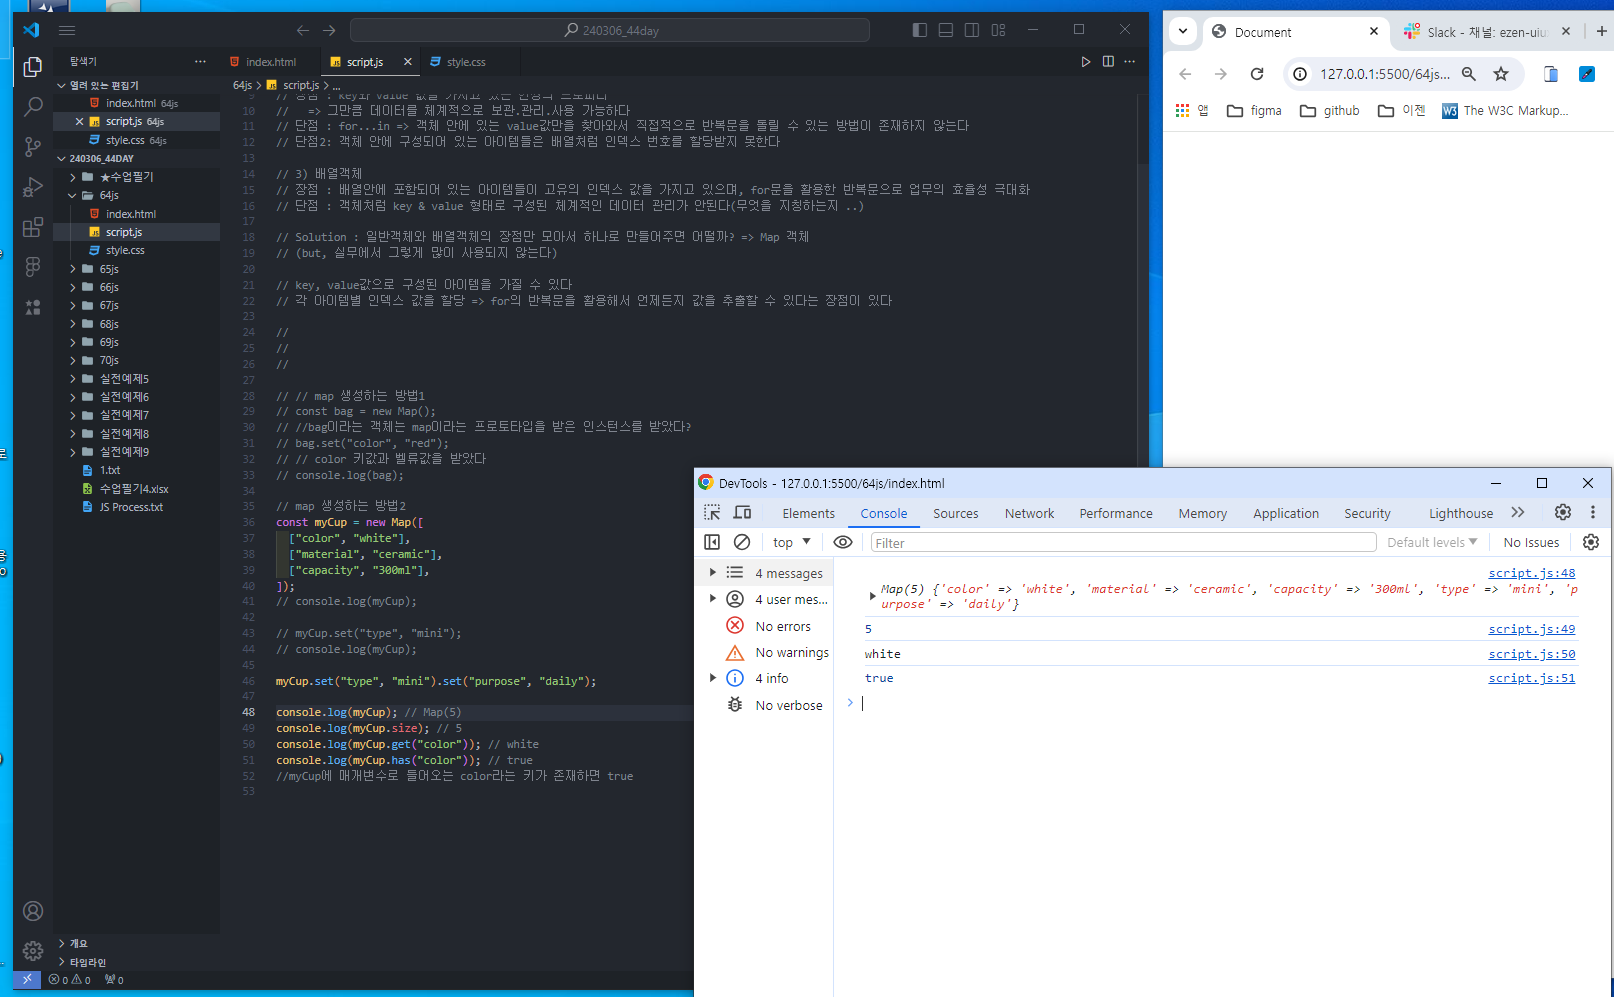 240306_44day
탐색기
index.html
script.js
style.css
열려 있는 편집기
index.html 64js
script.js 64js
style.css 64js
240306_44DAY
★수업필기
64js
index.html
script.js
style.css
65js
66js
67js
68js
69js
70js
실전예제5
실전예제6
실전예제7
실전예제8
실전예제9
1.txt
수업필기4.xlsx
JS Process.txt
개요
타임라인
0 0 0
64js > script.js > ...
9 // 장점 : key와 value 값을 가지고 있는 한쌍의 프로퍼티
10 // => 그만큼 데이터를 체계적으로 보관.관리.사용 가능하다
11 // 단점 : for...in => 객체 안에 있는 value값만을 찾아와서 직접적으로 반복문을 돌릴 수 있는 방법이 존재하지 않는다
12 // 단점2: 객체 안에 구성되어 있는 아이템들은 배열처럼 인덱스 번호를 할당받지 못한다
13
14 // 3) 배열객체
15 // 장점 : 배열안에 포함되어 있는 아이템들이 고유의 인덱스 값을 가지고 있으며, for문을 활용한 반복문으로 업무의 효율성 극대화
16 // 단점 : 객체처럼 key & value 형태로 구성된 체계적인 데이터 관리가 안된다(무엇을 지칭하는지 ..)
17
18 // Solution : 일반객체와 배열객체의 장점만 모아서 하나로 만들어주면 어떨까? => Map 객체
19 // (but, 실무에서 그렇게 많이 사용되지 않는다)
20
21 // key, value값으로 구성된 아이템을 가질 수 있다
22 // 각 아이템별 인덱스 값을 할당 => for의 반복문을 활용해서 언제든지 값을 추출할 수 있다는 장점이 있다
23
24 //
25 //
26 //
27
28 // // map 생성하는 방법1
29 // const bag = new Map();
30 // //bag이라는 객체는 map이라는 프로토타입을 받은 인스턴스를 받았다?
31 // bag.set("color", "red");
32 // // color 키값과 벨류값을 받았다
33 // console.log(bag);
34
35 // map 생성하는 방법2
36 const myCup = new Map([
37 ["color", "white"],
38 ["material", "ceramic"],
39 ["capacity", "300ml"],
40 ]);
41 // console.log(myCup);
42
43 // myCup.set("type", "mini");
44 // console.log(myCup);
45
46 myCup.set("type", "mini").set("purpose", "daily");
47
48 console.log(myCup); // Map(5)
49 console.log(myCup.size); // 5
50 console.log(myCup.get("color")); // white
51 console.log(myCup.has("color")); // true
52 //myCup에 매개변수로 들어오는 color라는 키가 존재하면 true
53
Document
Slack - 채널: ezen-uiu
127.0.0.1:5500/64js...
앱
figma
github
이젠
W3 The W3C Markup...
DevTools - 127.0.0.1:5500/64js/index.html
Elements Console Sources Network Performance Memory Application Security Lighthouse
top
Filter
Default levels
No Issues
4 messages
4 user mes...
No errors
No warnings
4 info
No verbose
script.js:48
Map(5) {'color' => 'white', 'material' => 'ceramic', 'capacity' => '300ml', 'type' => 'mini', 'p
urpose' => 'daily'}
5 script.js:49
white script.js:50
true script.js:51